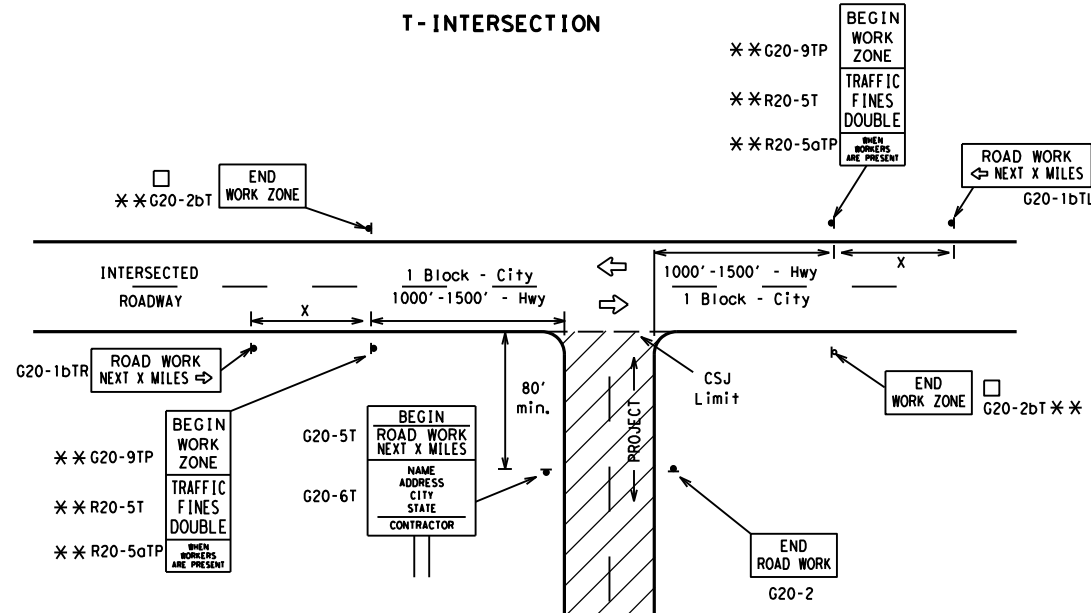 T-INTERSECTION
BEGIN
WORK
ZONE
TRAFFIC
FINES
DOUBLE
WHEN
WORKERS
ARE PRESENT
**G20-9TP
**R20-5T
**R20-5aTP
ROAD WORK
⇦ NEXT X MILES
G20-1bTL
□
**G20-2bT
END
WORK ZONE
INTERSECTED
ROADWAY
1 Block - City
1000'-1500' - Hwy
X
1000'-1500' - Hwy
1 Block - City
X
G20-1bTR
ROAD WORK
NEXT X MILES ⇨
80'
min.
PROJECT
CSJ
Limit
END
WORK ZONE
□
G20-2bT**
**G20-9TP
**R20-5T
**R20-5aTP
BEGIN
WORK
ZONE
TRAFFIC
FINES
DOUBLE
WHEN
WORKERS
ARE PRESENT
G20-5T
G20-6T
BEGIN
ROAD WORK
NEXT X MILES
NAME
ADDRESS
CITY
STATE
CONTRACTOR
END
ROAD WORK
G20-2